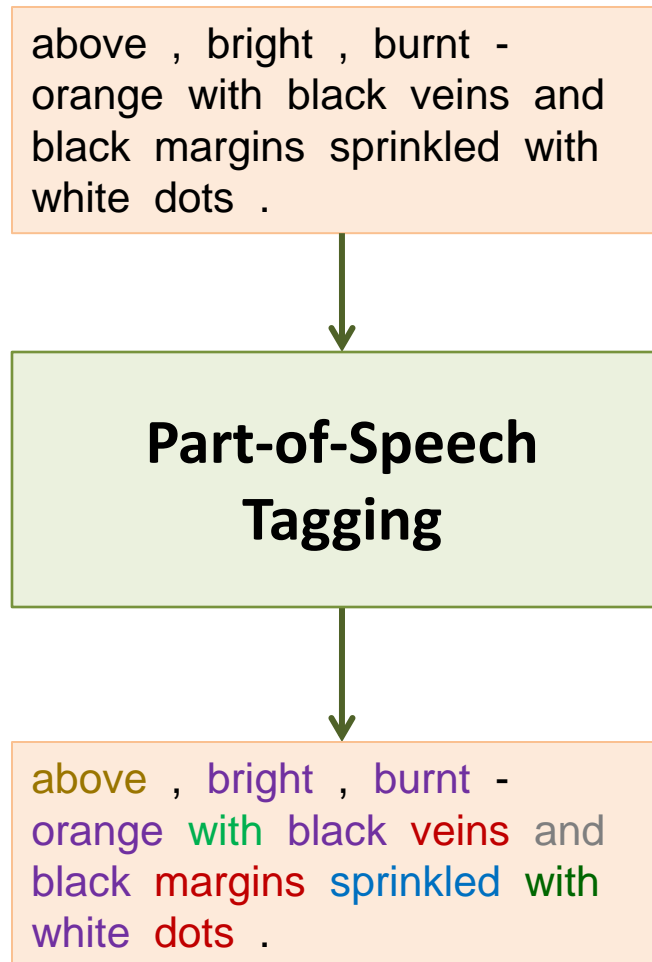 above , bright , burnt -
orange with black veins and
black margins sprinkled with
white dots .
Part-of-Speech
Tagging
above , bright , burnt -
orange with black veins and
black margins sprinkled with
white dots .